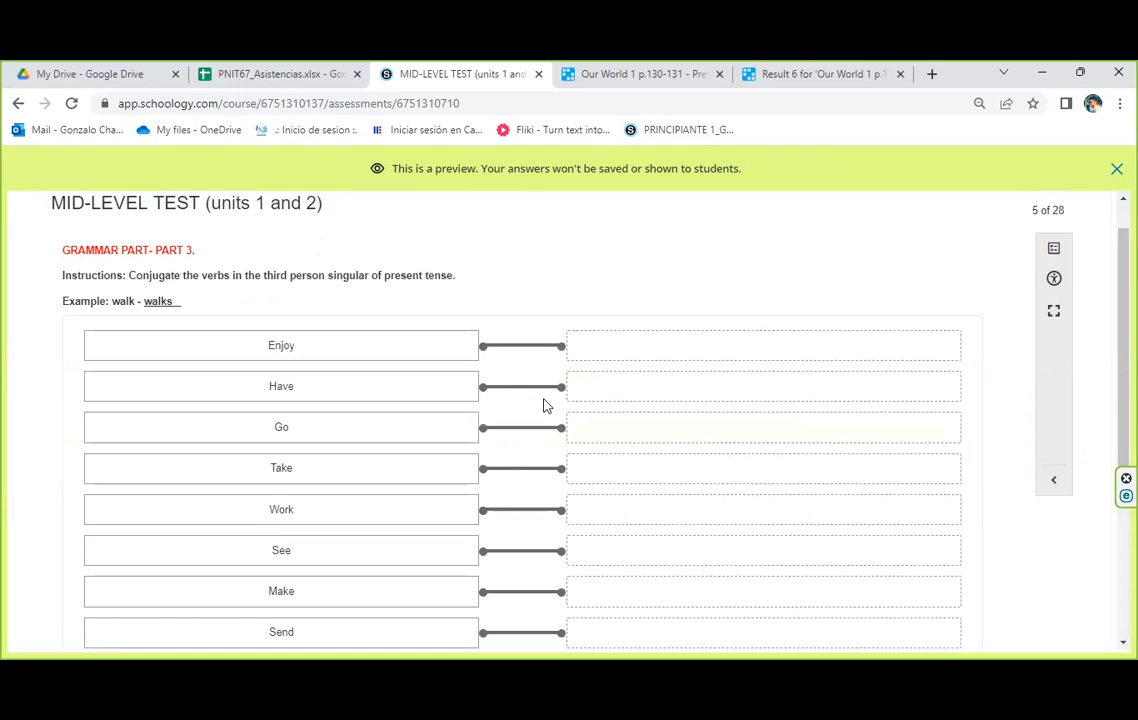 My Drive - Google Drive
PNIT67_Asistencias.xlsx - Goo
MID-LEVEL TEST (units 1 and
Our World 1 p.130-131 - Pre
Result 6 for 'Our World 1 p.1
app.schoology.com/course/6751310137/assessments/6751310710
Mail - Gonzalo Cha...
My files - OneDrive
.: Inicio de sesion :.
Iniciar sesión en Ca...
Fliki - Turn text into...
PRINCIPIANTE 1_G...
This is a preview. Your answers won't be saved or shown to students.
MID-LEVEL TEST (units 1 and 2)
5 of 28
GRAMMAR PART- PART 3.
Instructions: Conjugate the verbs in the third person singular of present tense.
Example: walk - walks
Enjoy
Have
Go
Take
Work
See
Make
Send